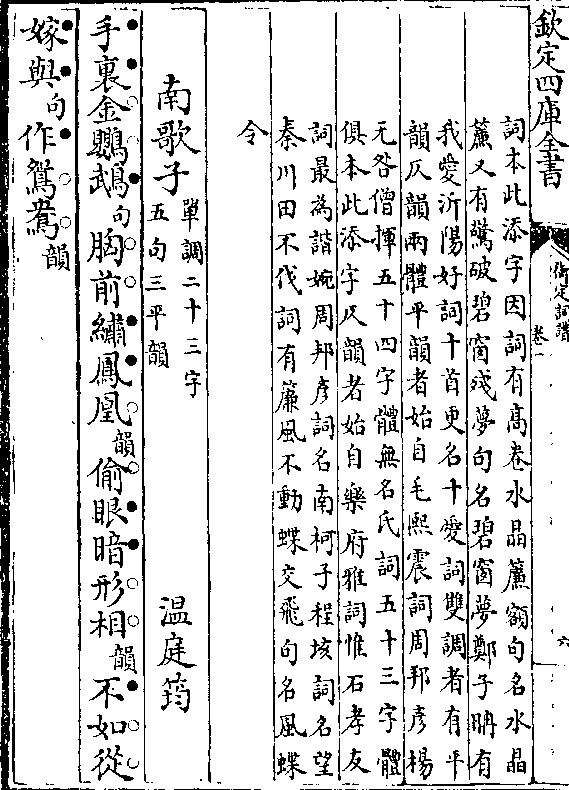 欽定四庫全書
御定詞譜
卷一
六
詞本此添字因詞有髙卷水晶簾額句名水晶
簾又有驚破碧窗殘夢句名碧窗夢鄭子聃有
我愛沂陽好詞十首更名十愛詞雙調者有平
韻仄韻兩體平韻者始自毛熙震詞周邦彦楊
无咎僧揮五十四字體無名氏詞五十三字體
俱本此添字仄韻者始自樂府雅詞惟石孝友
詞最為諧婉周邦彦詞名南柯子程垓詞名望
秦川田不伐詞有簾風不動蝶交飛句名風蝶
令
南歌子 單調二十三字五句三平韻 温庭筠
手裏金鸚鵡句胸前繡鳳凰韻偷眼暗形相韻不如從
嫁與句作鴛鴦韻